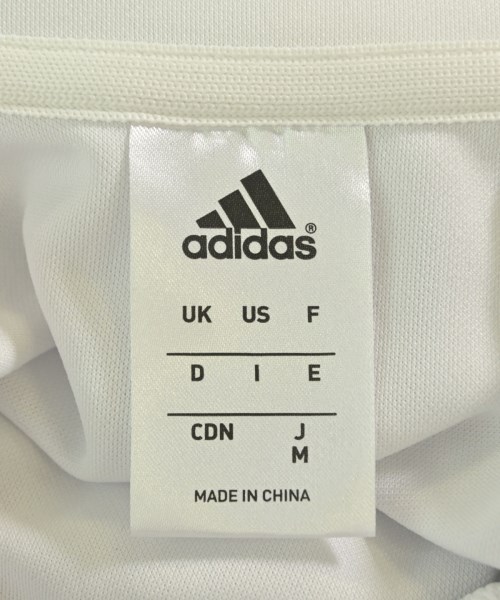 adidas®
UK US F
D I E
CDN J
M
MADE IN CHINA